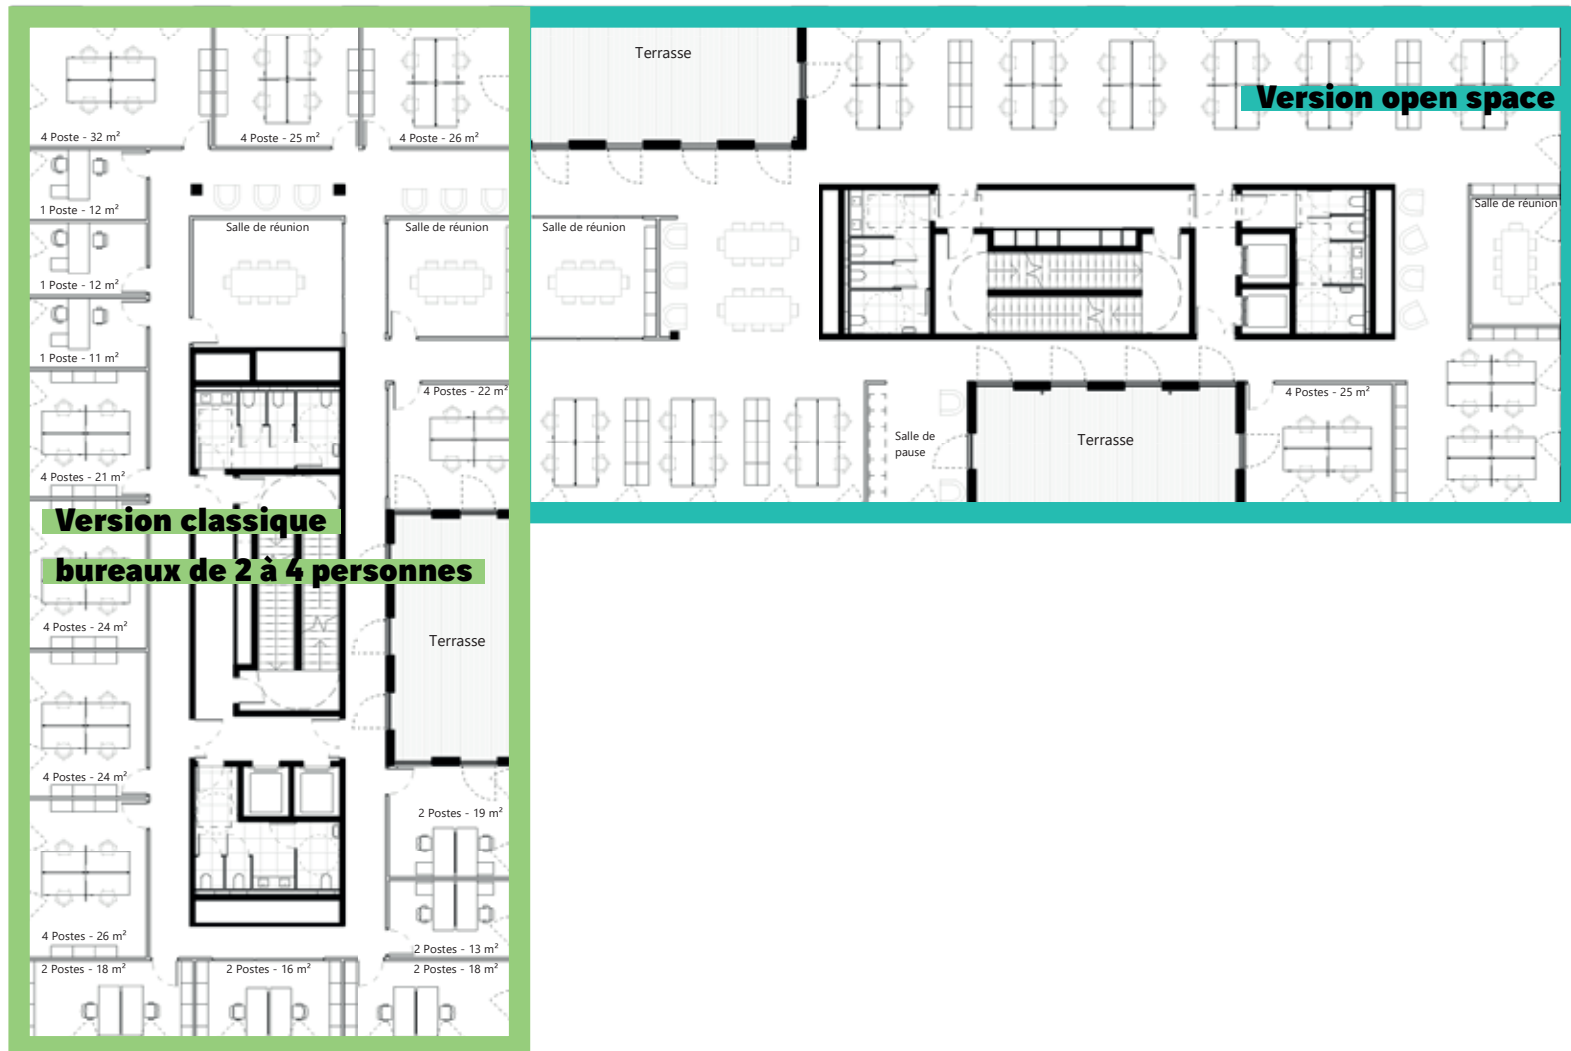 4 Poste - 32 m²
4 Poste - 25 m²
4 Poste - 26 m²
1 Poste - 12 m²
1 Poste - 12 m²
1 Poste - 11 m²
Salle de réunion
Salle de réunion
4 Postes - 22 m²
4 Postes - 21 m²
Version classique
bureaux de 2 à 4 personnes
4 Postes - 24 m²
Terrasse
4 Postes - 24 m²
2 Postes - 19 m²
4 Postes - 26 m²
2 Postes - 13 m²
2 Postes - 18 m²
2 Postes - 16 m²
2 Postes - 18 m²
Terrasse
Version open space
Salle de réunion
Salle de réunion
4 Postes - 25 m²
Salle de
pause
Terrasse